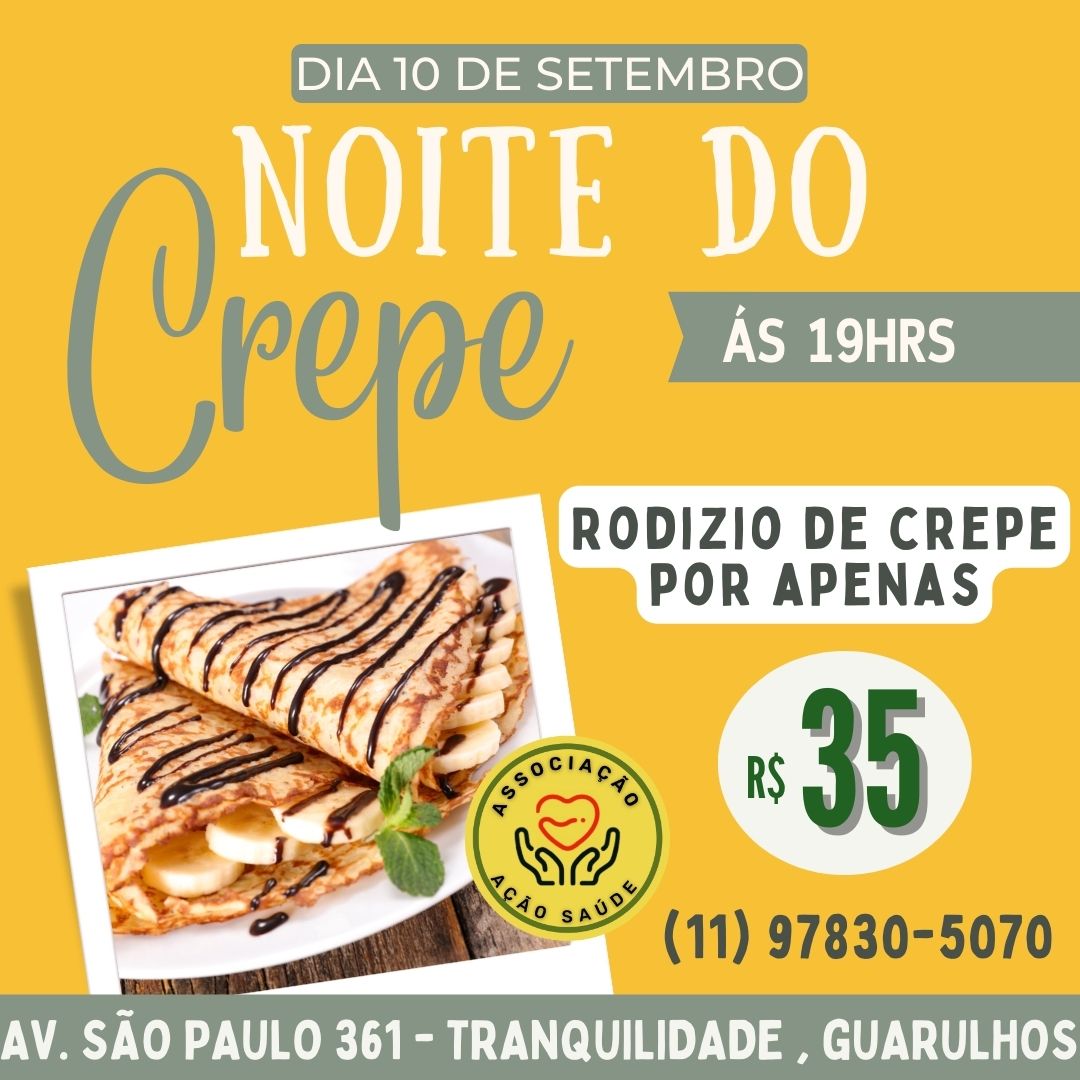 DIA 10 DE SETEMBRO
NOITE DO
Crepe
ÁS 19HRS
RODIZIO DE CREPE
POR APENAS
R$ 35
ASSOCIAÇÃO
AÇÃO SAÚDE
(11) 97830-5070
AV. SÃO PAULO 361 - TRANQUILIDADE , GUARULHOS